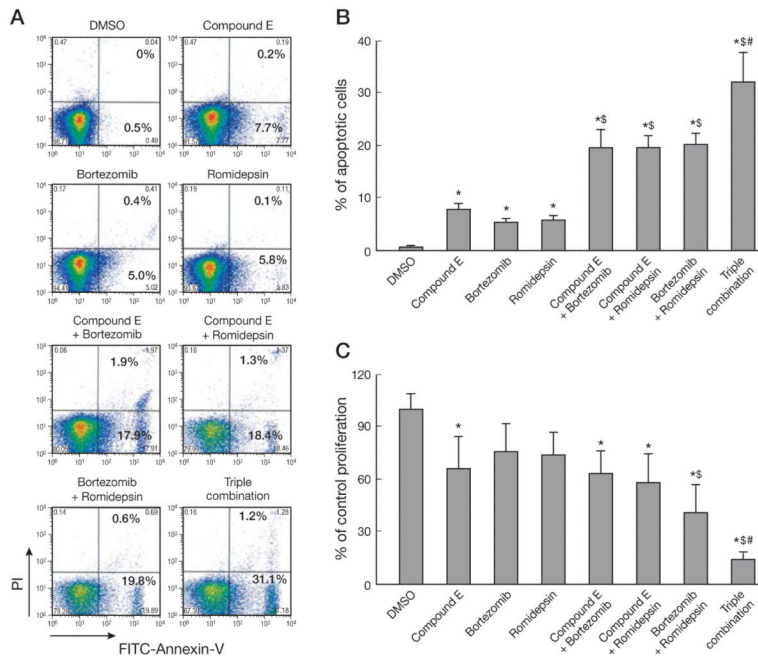 A
DMSO
Compound E
0.47
0.04
0%
0.47
0.19
0.2%
0.5%
0.49
7.7%
7.77
Bortezomib
Romidepsin
0.17
0.41
0.4%
0.19
0.11
0.1%
5.0%
5.02
5.8%
5.83
Compound E
+ Bortezomib
Compound E
+ Romidepsin
0.06
1.97
1.9%
0.18
1.37
1.3%
17.9%
17.91
18.4%
18.46
Bortezomib
+ Romidepsin
Triple
combination
0.14
0.69
0.6%
0.16
1.28
1.2%
19.8%
19.89
31.1%
31.18
10⁰ 10¹ 10² 10³ 10⁴
PI
FITC-Annexin-V
B
% of apoptotic cells
40
30
20
10
0
*
*
*
*$
*$
*$
*$#
DMSO
Compound E
Bortezomib
Romidepsin
Compound E
+ Bortezomib
Compound E
+ Romidepsin
Bortezomib
+ Romidepsin
Triple
combination
C
% of control proliferation
120
90
60
30
0
*
*
*
*$
*$#
DMSO
Compound E
Bortezomib
Romidepsin
Compound E
+ Bortezomib
Compound E
+ Romidepsin
Bortezomib
+ Romidepsin
Triple
combination